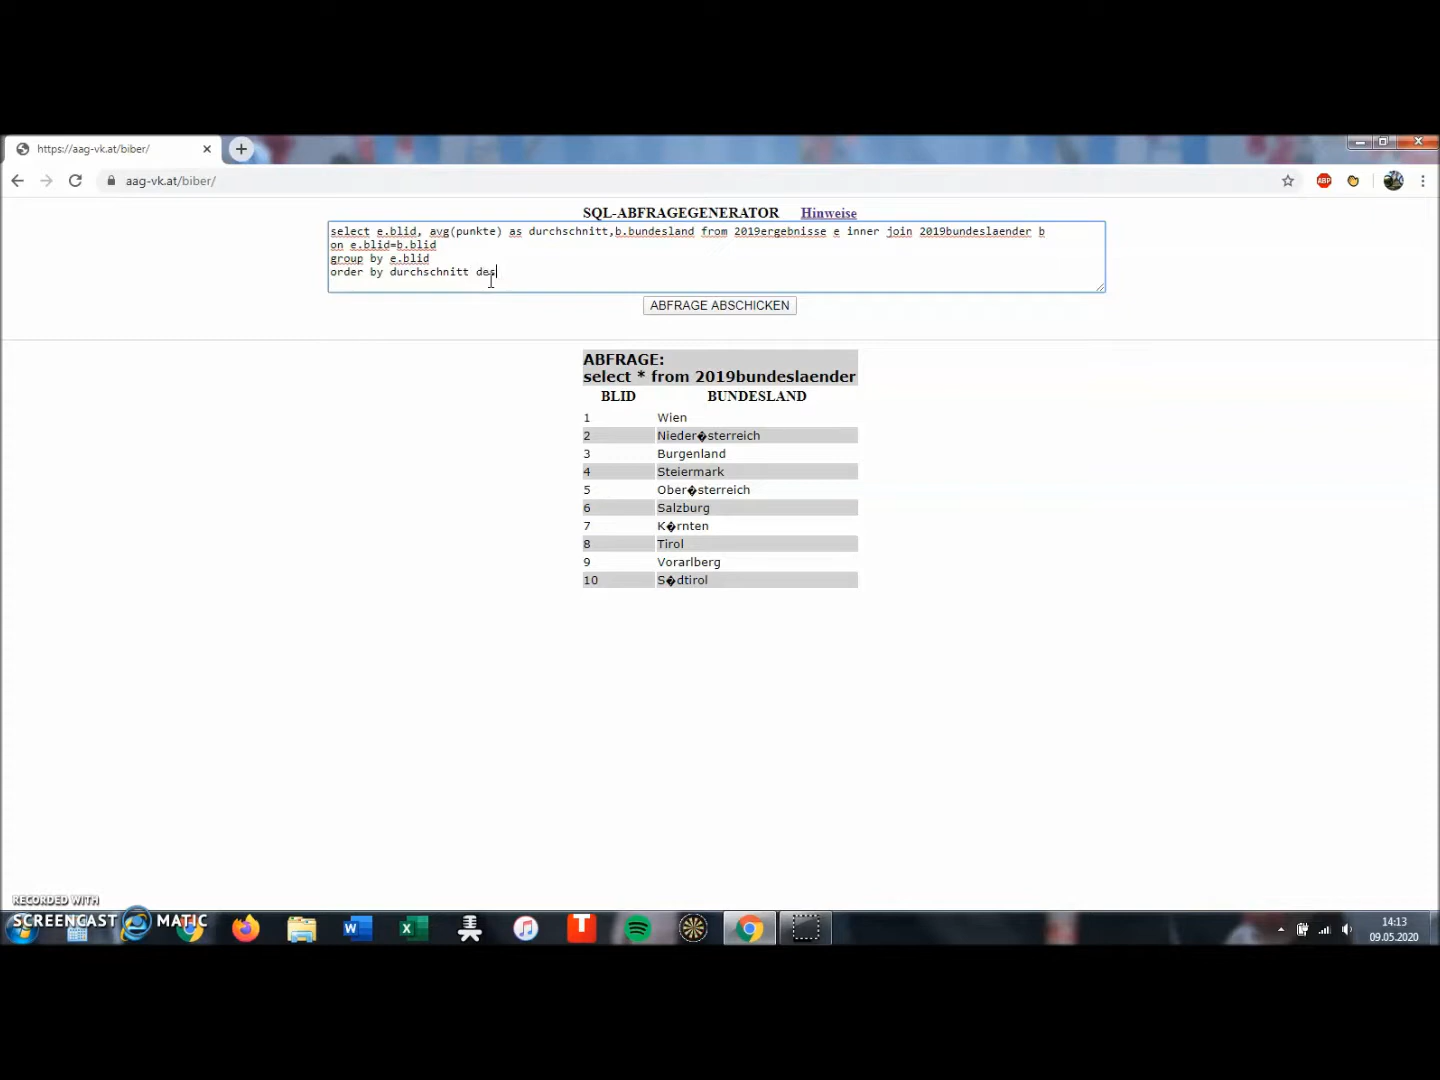 https://aag-vk.at/biber/
aag-vk.at/biber/
ABP
SQL-ABFRAGEGENERATOR Hinweise
select e.blid, avg(punkte) as durchschnitt,b.bundesland from 2019ergebnisse e inner join 2019bundeslaender b
on e.blid=b.blid
group by e.blid
order by durchschnitt des
ABFRAGE ABSCHICKEN
ABFRAGE:
select * from 2019bundeslaender
BLID BUNDESLAND
1 Wien
2 Nieder�sterreich
3 Burgenland
4 Steiermark
5 Ober�sterreich
6 Salzburg
7 K�rnten
8 Tirol
9 Vorarlberg
10 S�dtirol
RECORDED WITH
SCREENCAST MATIC
T
14:13
09.05.2020